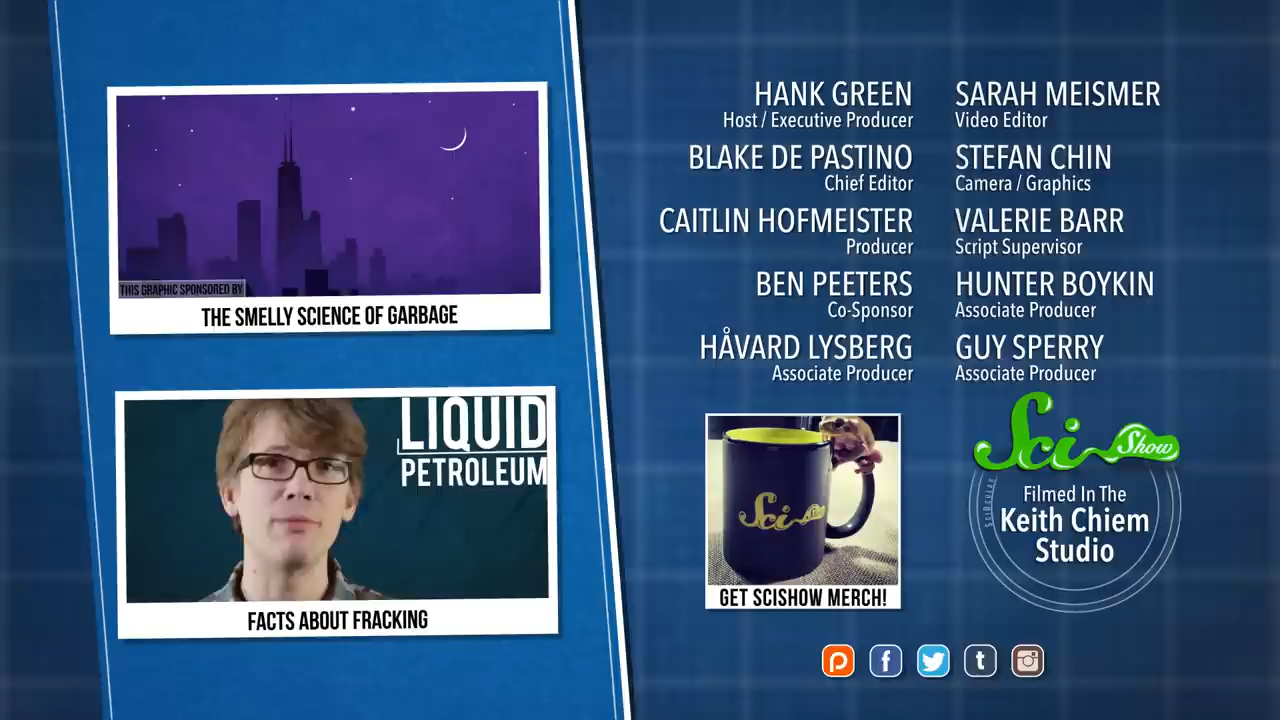 THIS GRAPHIC SPONSORED BY
THE SMELLY SCIENCE OF GARBAGE
LIQUID
PETROLEUM
FACTS ABOUT FRACKING
HANK GREEN
Host / Executive Producer
BLAKE DE PASTINO
Chief Editor
CAITLIN HOFMEISTER
Producer
BEN PEETERS
Co-Sponsor
HÅVARD LYSBERG
Associate Producer
SARAH MEISMER
Video Editor
STEFAN CHIN
Camera / Graphics
VALERIE BARR
Script Supervisor
HUNTER BOYKIN
Associate Producer
GUY SPERRY
Associate Producer
Sci Show
GET SCISHOW MERCH!
Sci Show
Filmed In The
Keith Chiem
Studio